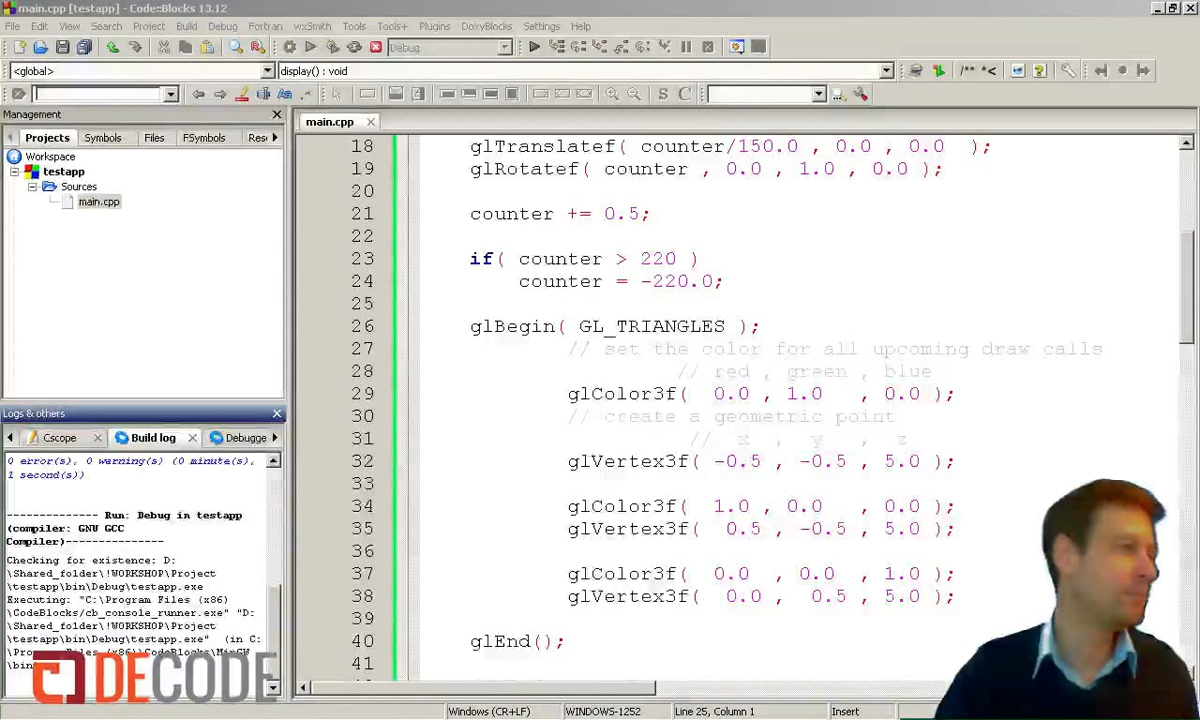 main.cpp [testapp] - Code::Blocks 13.12
File Edit View Search Project Build Debug Fortran wxSmith Tools Tools+ Plugins DoxyBlocks Settings Help
Debug
<global> display() : void
/** *<
S C
Management
Projects Symbols Files FSymbols Reso
Workspace
testapp
Sources
main.cpp
main.cpp
18 glTranslatef( counter/150.0 , 0.0 , 0.0 );
19 glRotatef( counter , 0.0 , 1.0 , 0.0 );
20
21 counter += 0.5;
22
23 if( counter > 220 )
24 counter = -220.0;
25
26 glBegin( GL_TRIANGLES );
27 // set the color for all upcoming draw calls
28 // red , green , blue
29 glColor3f( 0.0 , 1.0 , 0.0 );
30 // create a geometric point
31 // x , y , z
32 glVertex3f( -0.5 , -0.5 , 5.0 );
33
34 glColor3f( 1.0 , 0.0 , 0.0 );
35 glVertex3f( 0.5 , -0.5 , 5.0 );
36
37 glColor3f( 0.0 , 0.0 , 1.0 );
38 glVertex3f( 0.0 , 0.5 , 5.0 );
39
40 glEnd();
41
Logs & others
Cscope Build log Debugge
0 error(s), 0 warning(s) (0 minute(s),
1 second(s))
-------------- Run: Debug in testapp
(compiler: GNU GCC
Compiler)---------------
Checking for existence: D:
\Shared_folder\!WORKSHOP\Project
\testapp\bin\Debug\testapp.exe
Executing: "C:\Program Files (x86)
\CodeBlocks/cb_console_runner.exe" "D:
\Shared_folder\!WORKSHOP\Project
\testapp\bin\Debug\testapp.exe" (in C:
DECODE
Windows (CR+LF) WINDOWS-1252 Line 25, Column 1 Insert